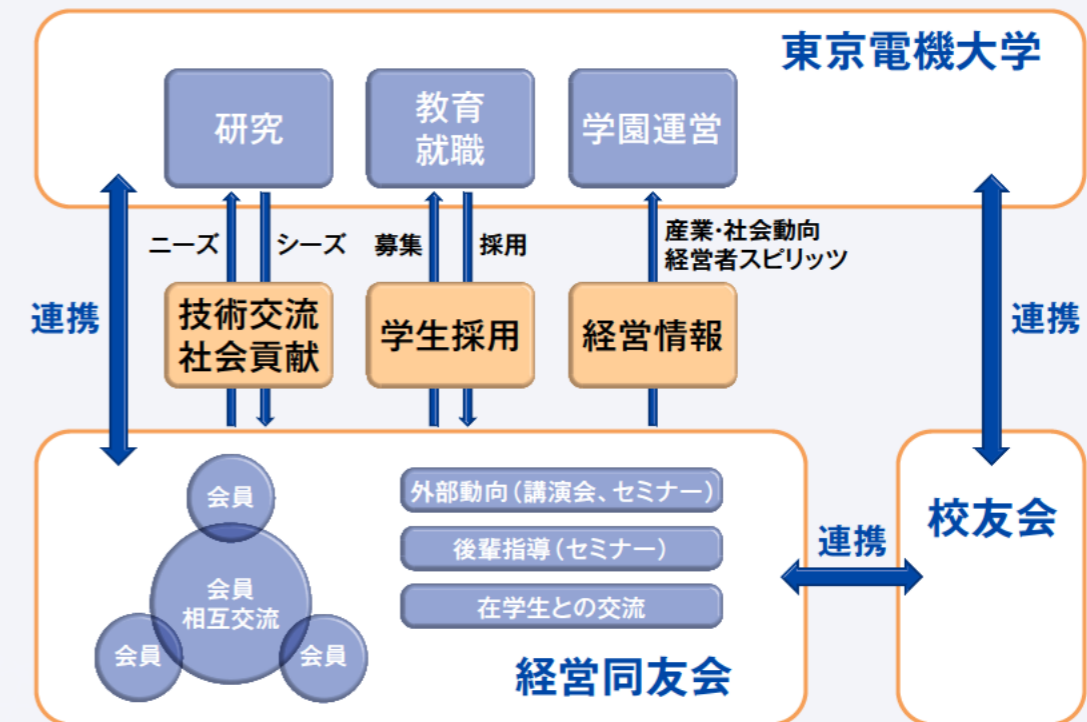 東京電機大学
研究
教育
就職
学園運営
ニーズ
シーズ
募集
採用
産業・社会動向
経営者スピリッツ
連携
技術交流
社会貢献
学生採用
経営情報
連携
会員
会員
相互交流
会員
会員
外部動向（講演会、セミナー）
後輩指導（セミナー）
在学生との交流
経営同友会
連携
校友会